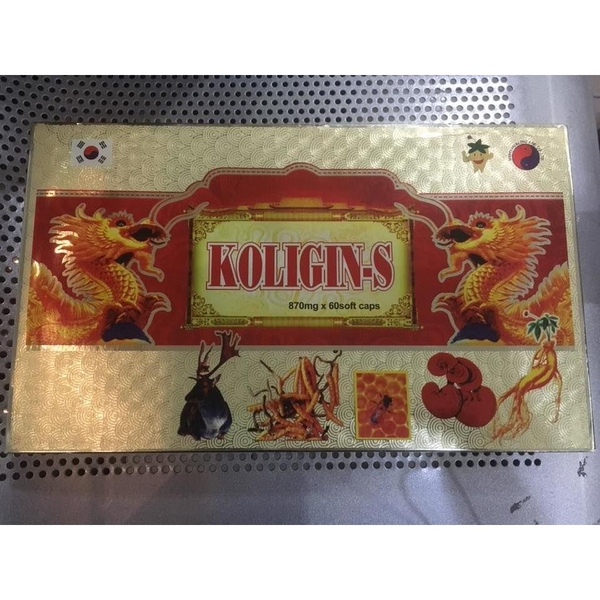 KOLIGIN-S
870mg x 60soft caps